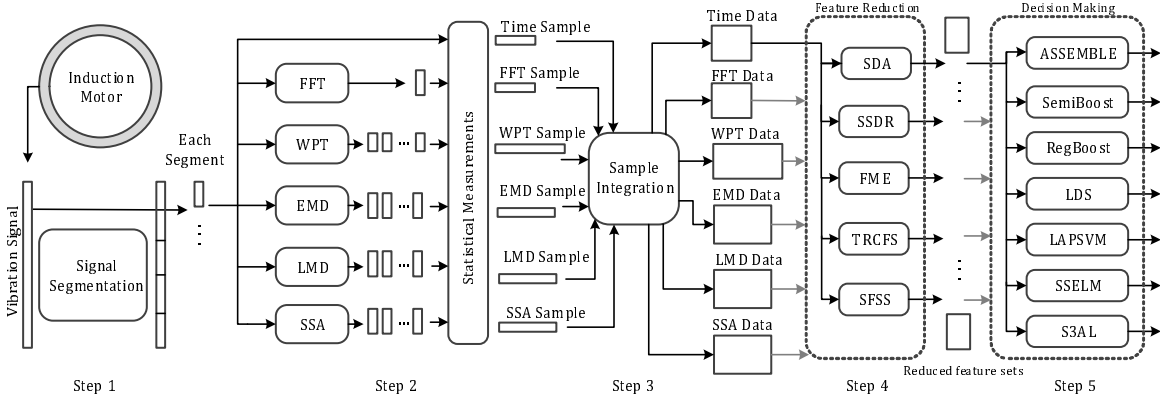 Induction
Motor
Vibration Signal
Signal
Segmentation
Step 1
Each
Segment
FFT
WPT
EMD
LMD
SSA
Statistical Measurements
Step 2
Time Sample
FFT Sample
WPT Sample
EMD Sample
LMD Sample
SSA Sample
Sample
Integration
Step 3
Time Data
FFT Data
WPT Data
EMD Data
LMD Data
SSA Data
Feature Reduction
SDA
SSDR
FME
TRCFS
SFSS
Step 4
Reduced feature sets
Decision Making
ASSEMBLE
SemiBoost
RegBoost
LDS
LAPSVM
SSELM
S3AL
Step 5